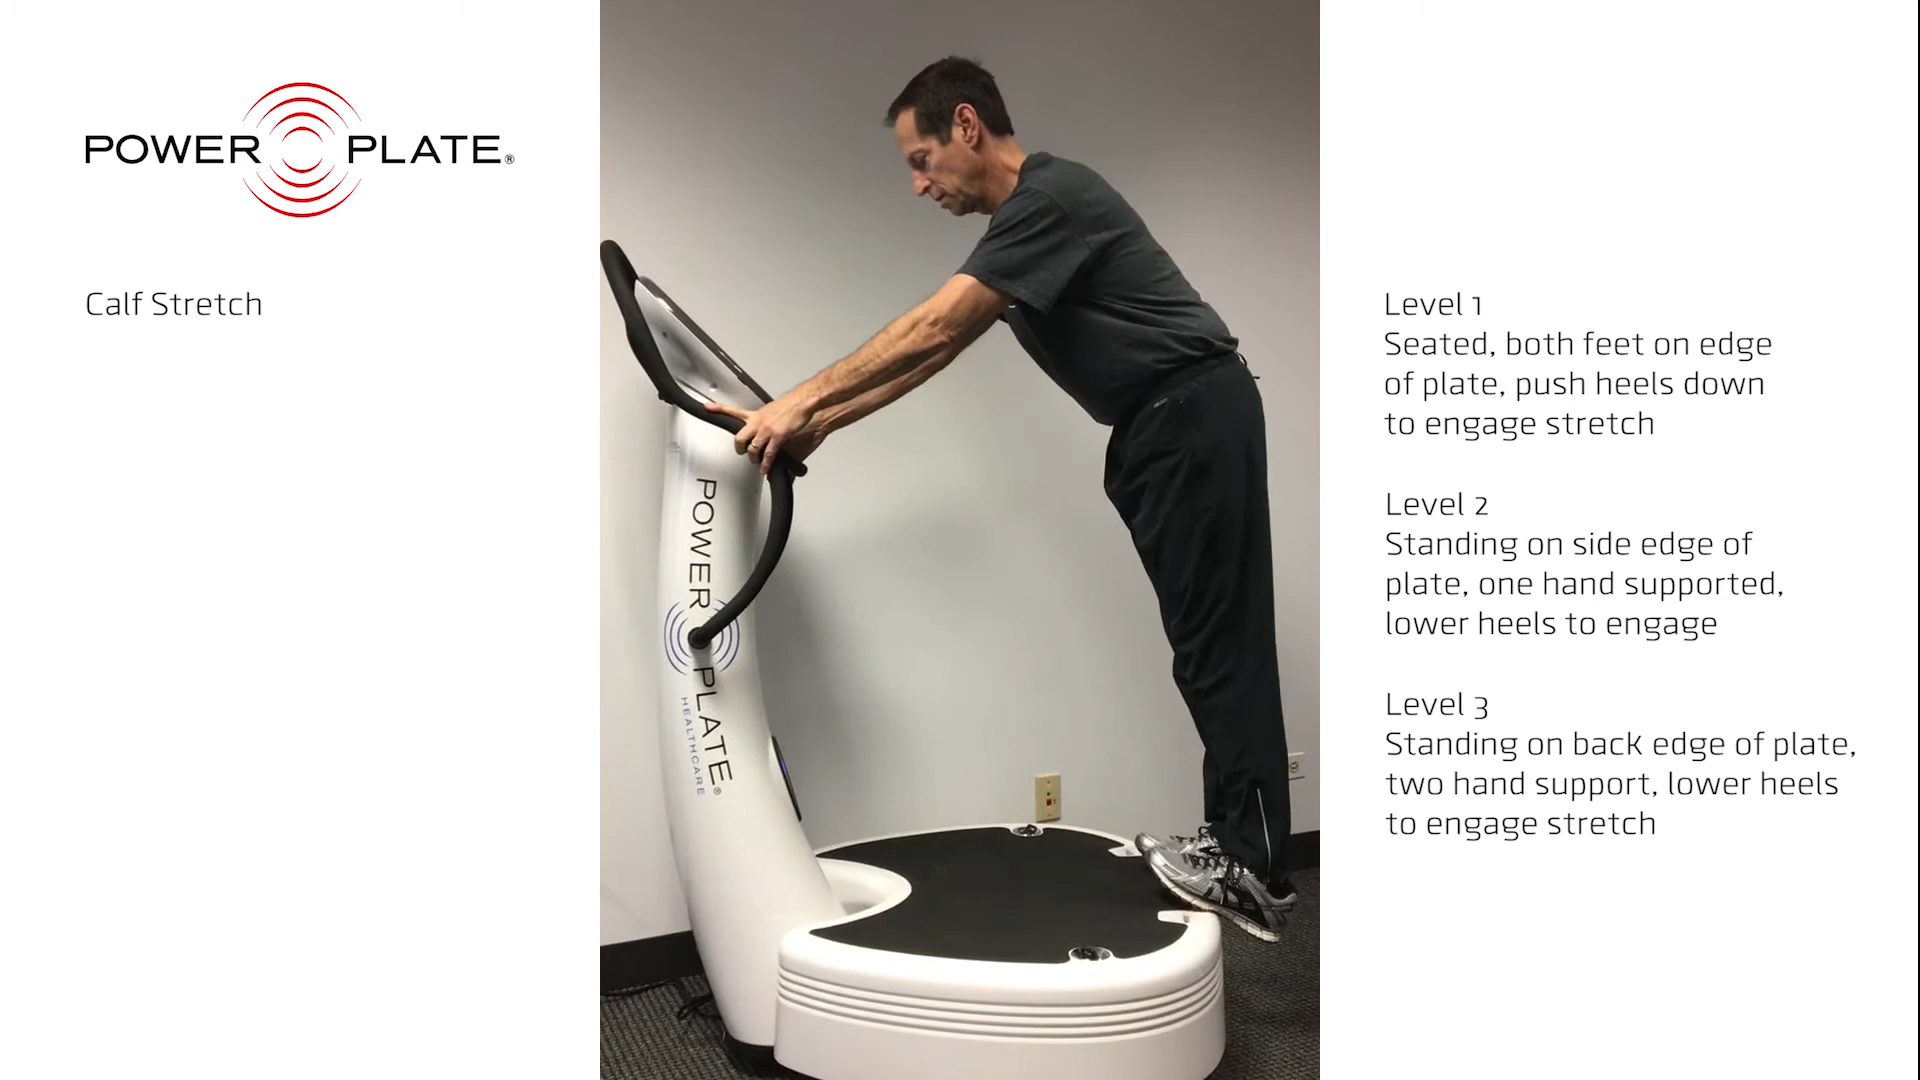 POWER PLATE®
Calf Stretch
POWER PLATE®
HEALTHCARE
Level 1
Seated, both feet on edge
of plate, push heels down
to engage stretch
Level 2
Standing on side edge of
plate, one hand supported,
lower heels to engage
Level 3
Standing on back edge of plate,
two hand support, lower heels
to engage stretch